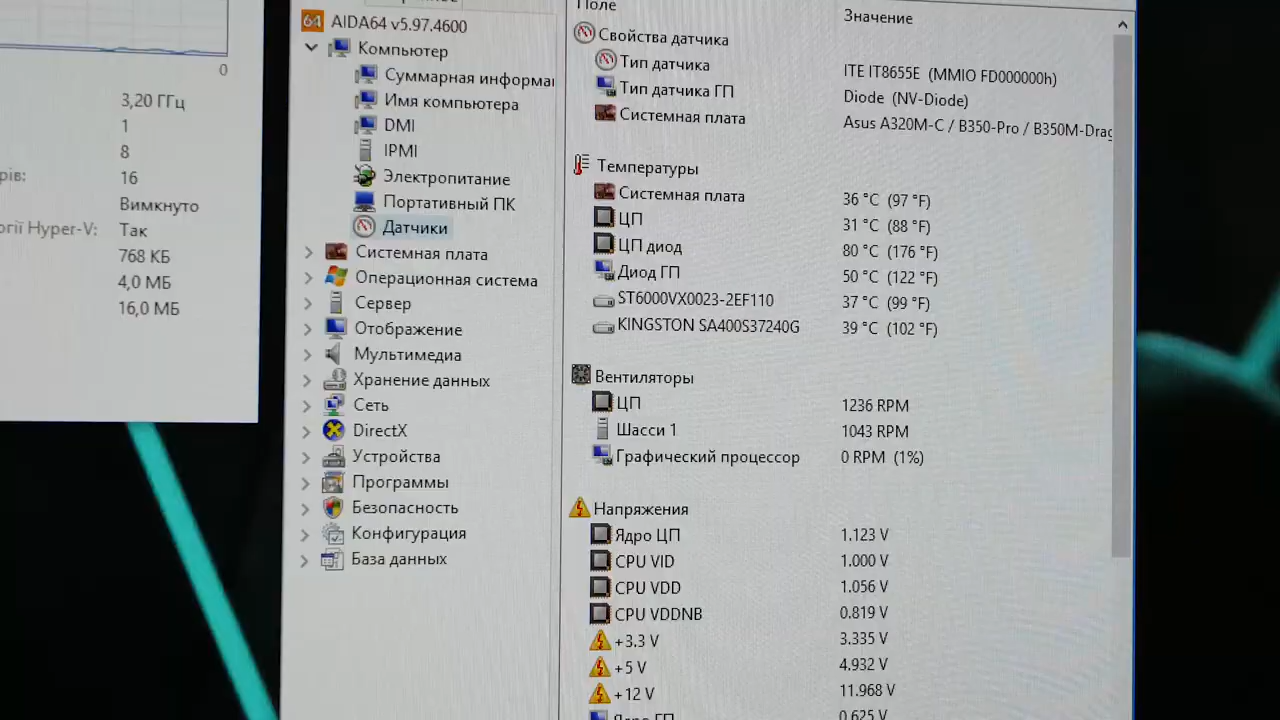 0
3,20 ГГц
1
8
рів: 16
Вимкнуто
огії Hyper-V: Так
768 КБ
4,0 МБ
16,0 МБ
64 AIDA64 v5.97.4600
Компьютер
Суммарная информа
Имя компьютера
DMI
IPMI
Электропитание
Портативный ПК
Датчики
Системная плата
Операционная система
Сервер
Отображение
Мультимедиа
Хранение данных
Сеть
DirectX
Устройства
Программы
Безопасность
Конфигурация
База данных
Поле Значение
Свойства датчика
Тип датчика ITE IT8655E (MMIO FD000000h)
Тип датчика ГП Diode (NV-Diode)
Системная плата Asus A320M-C / B350-Pro / B350M-Drag
Температуры
Системная плата 36 °C (97 °F)
ЦП 31 °C (88 °F)
ЦП диод 80 °C (176 °F)
Диод ГП 50 °C (122 °F)
ST6000VX0023-2EF110 37 °C (99 °F)
KINGSTON SA400S37240G 39 °C (102 °F)
Вентиляторы
ЦП 1236 RPM
Шасси 1 1043 RPM
Графический процессор 0 RPM (1%)
Напряжения
Ядро ЦП 1.123 V
CPU VID 1.000 V
CPU VDD 1.056 V
CPU VDDNB 0.819 V
+3.3 V 3.335 V
+5 V 4.932 V
+12 V 11.968 V
Ядро ГП 0.625 V